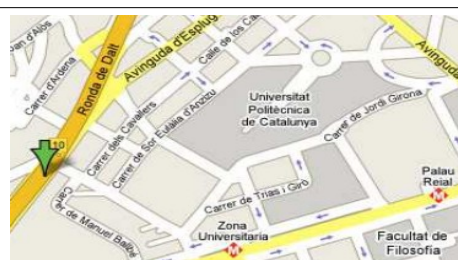 Carrer d'Ardena
Ronda de Dalt
Avinguda d'Esplug
Calle de los Ca
Avinguda
10
Carrer dels Cavallers
Carrer de Sor Eulàlia d'Anzizu
Universitat
Politècnica
de Catalunya
Carrer de Jordi Girona
Carrer de Trias i Giró
Palau
Reial
M
Carre
de Manuel Ballbé
Zona
Universitaria
M
Facultat de
Filosofía